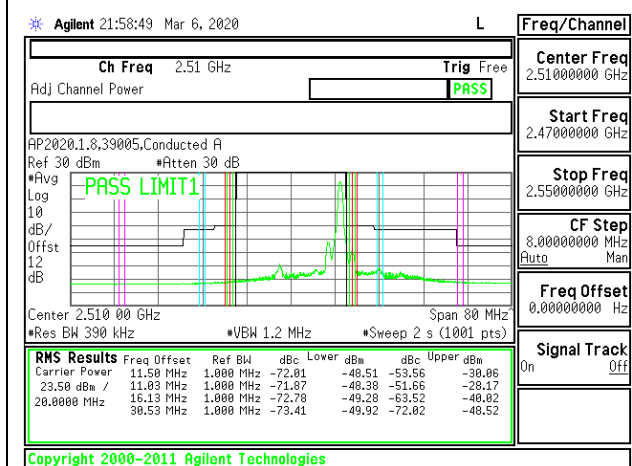 Agilent 21:58:49 Mar 6, 2020 L
Ch Freq 2.51 GHz Trig Free
Adj Channel Power PASS
AP2020.1.8,39005,Conducted A
Ref 30 dBm #Atten 30 dB
#Avg
Log
10
dB/
Offst
12
dB
PASS LIMIT1
Center 2.510 00 GHz Span 80 MHz
#Res BW 390 kHz #VBW 1.2 MHz #Sweep 2 s (1001 pts)
RMS Results Freq Offset Ref BW dBc Lower dBm dBc Upper dBm
Carrier Power 11.50 MHz 1.000 MHz -72.01 -48.51 -53.56 -30.06
23.50 dBm / 11.03 MHz 1.000 MHz -71.87 -48.38 -51.66 -28.17
20.0000 MHz 16.13 MHz 1.000 MHz -72.78 -49.28 -63.52 -40.02
30.53 MHz 1.000 MHz -73.41 -49.92 -72.02 -48.52
Copyright 2000-2011 Agilent Technologies
Freq/Channel
Center Freq
2.51000000 GHz
Start Freq
2.47000000 GHz
Stop Freq
2.55000000 GHz
CF Step
8.00000000 MHz
Auto Man
Freq Offset
0.00000000 Hz
Signal Track
On Off